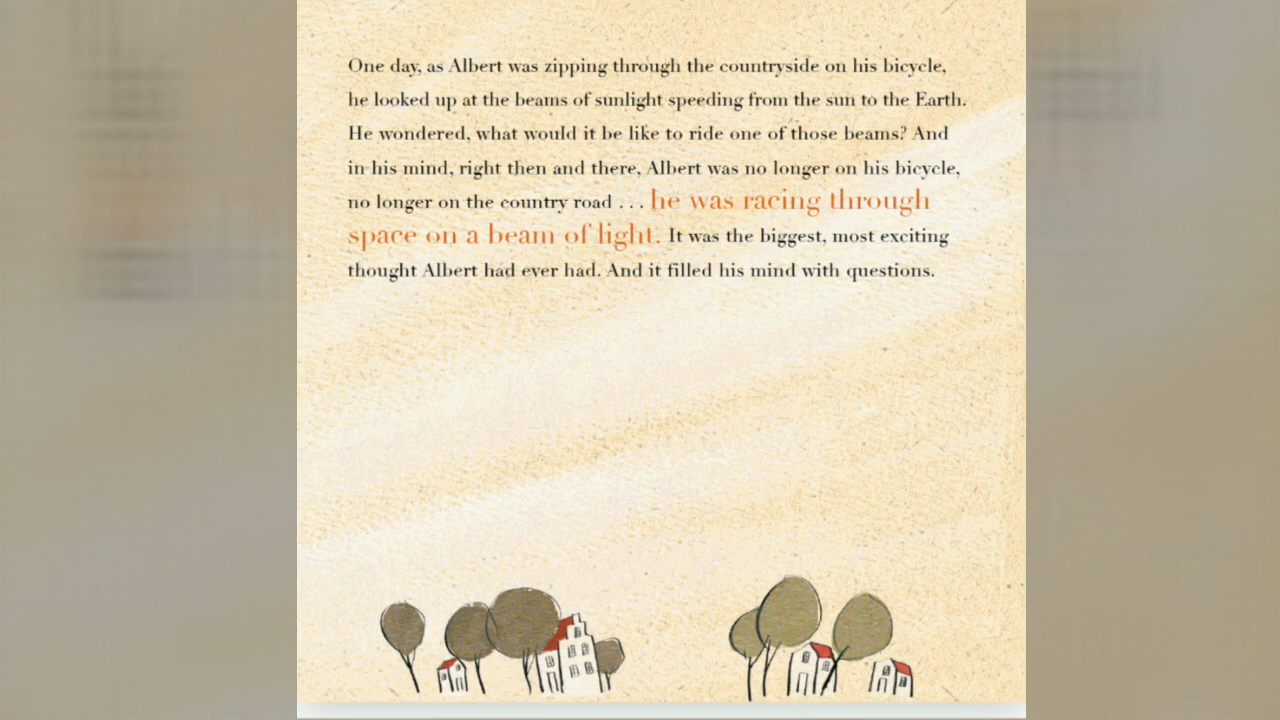 One day, as Albert was zipping through the countryside on his bicycle,
he looked up at the beams of sunlight speeding from the sun to the Earth.
He wondered, what would it be like to ride one of those beams? And
in his mind, right then and there, Albert was no longer on his bicycle,
no longer on the country road . . . he was racing through
space on a beam of light. It was the biggest, most exciting
thought Albert had ever had. And it filled his mind with questions.